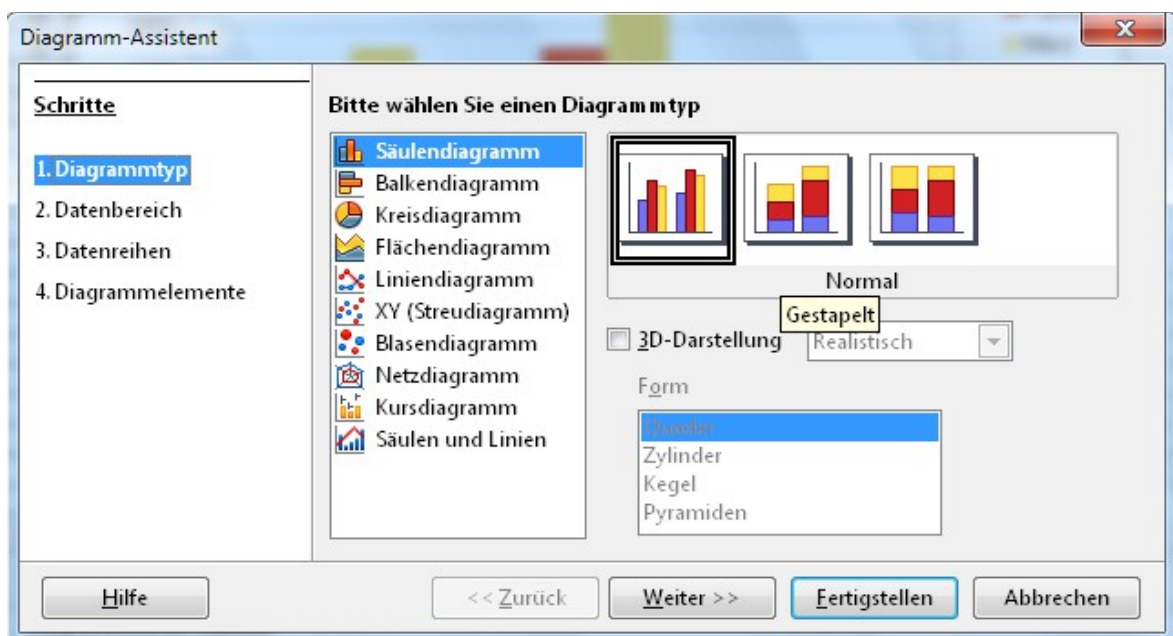 Diagramm-Assistent
Schritte
1. Diagrammtyp
2. Datenbereich
3. Datenreihen
4. Diagrammelemente
Bitte wählen Sie einen Diagrammtyp
Säulendiagramm
Balkendiagramm
Kreisdiagramm
Flächendiagramm
Liniendiagramm
XY (Streudiagramm)
Blasendiagramm
Netzdiagramm
Kursdiagramm
Säulen und Linien
Normal
Gestapelt
3D-Darstellung
Realistisch
Form
Quader
Zylinder
Kegel
Pyramiden
Hilfe
<< Zurück
Weiter >>
Fertigstellen
Abbrechen